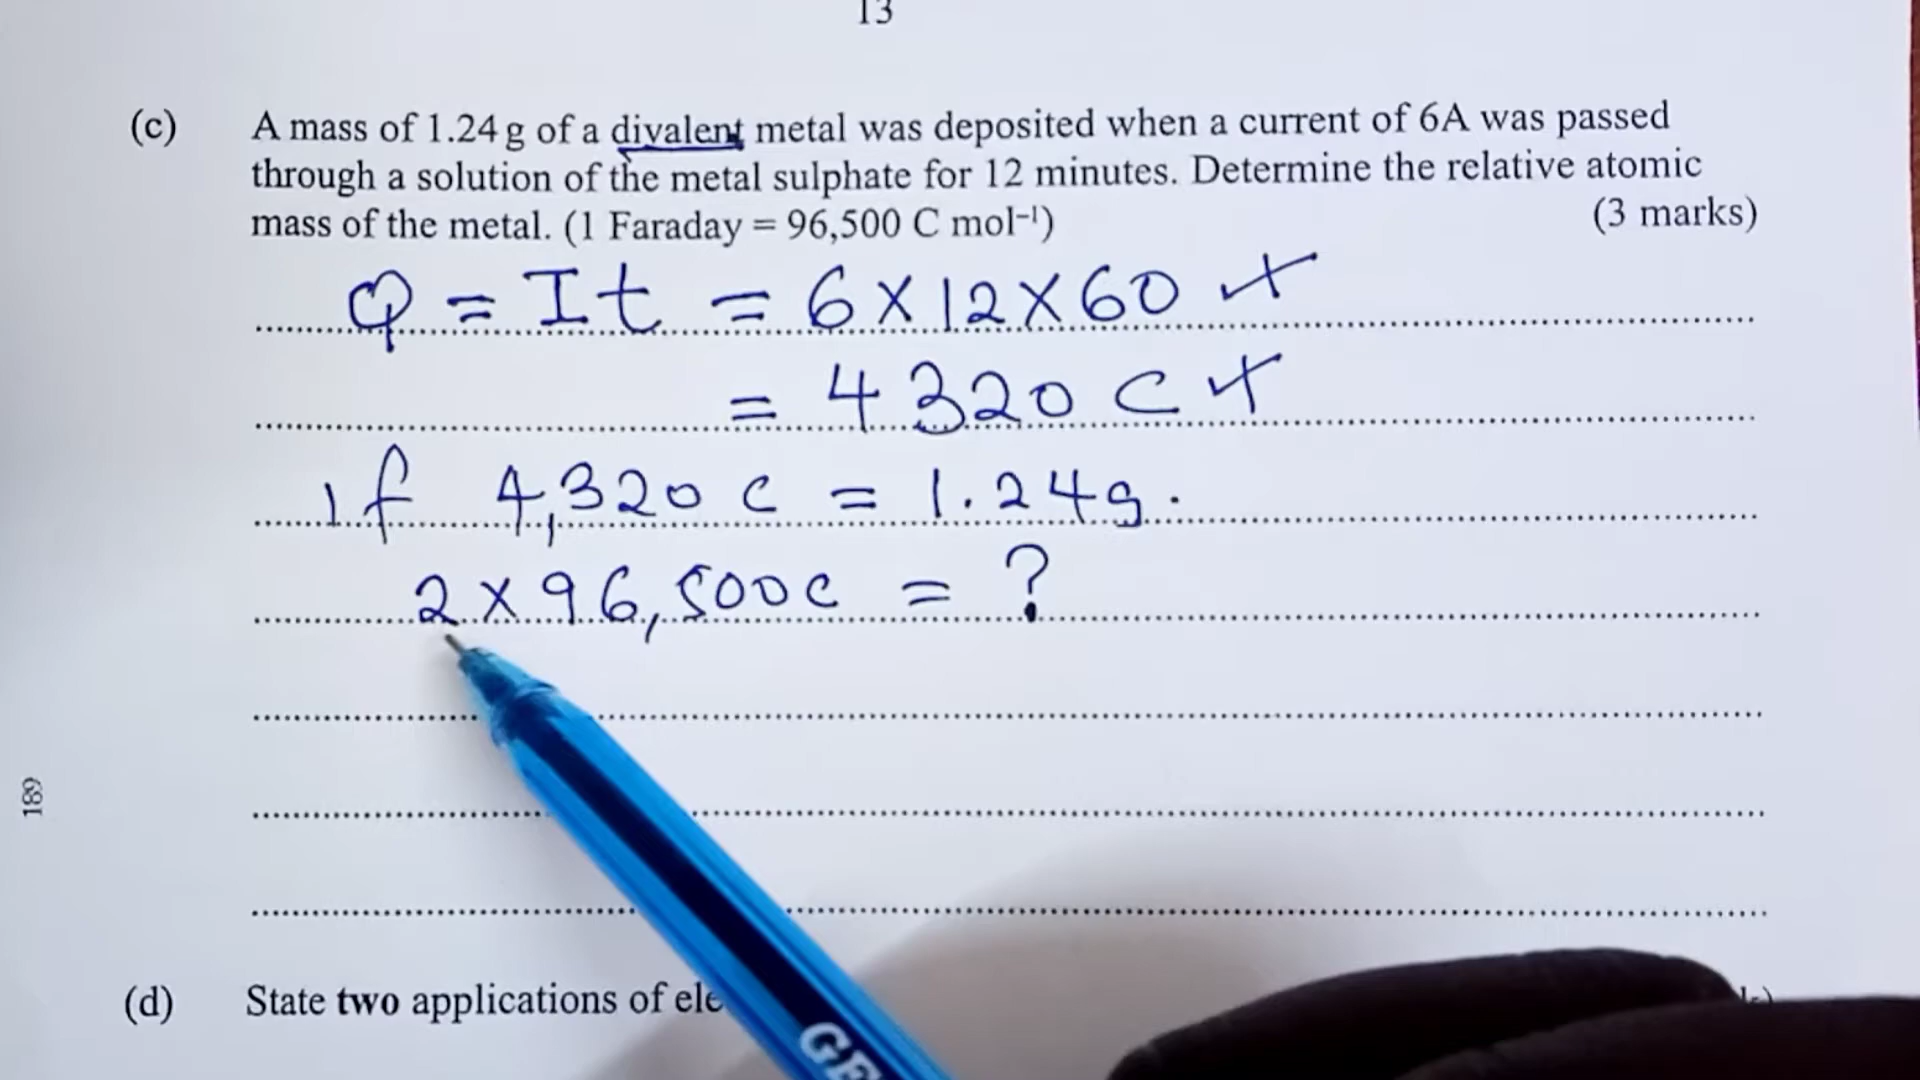 13
(c) A mass of 1.24 g of a divalent metal was deposited when a current of 6A was passed
through a solution of the metal sulphate for 12 minutes. Determine the relative atomic
mass of the metal. (1 Faraday = 96,500 C mol⁻¹) (3 marks)
Q = It = 6 X 12 X 60
= 4320 C
If 4,320 C = 1.24g.
2 X 96,500C = ?
189
(d) State two applications of
GE